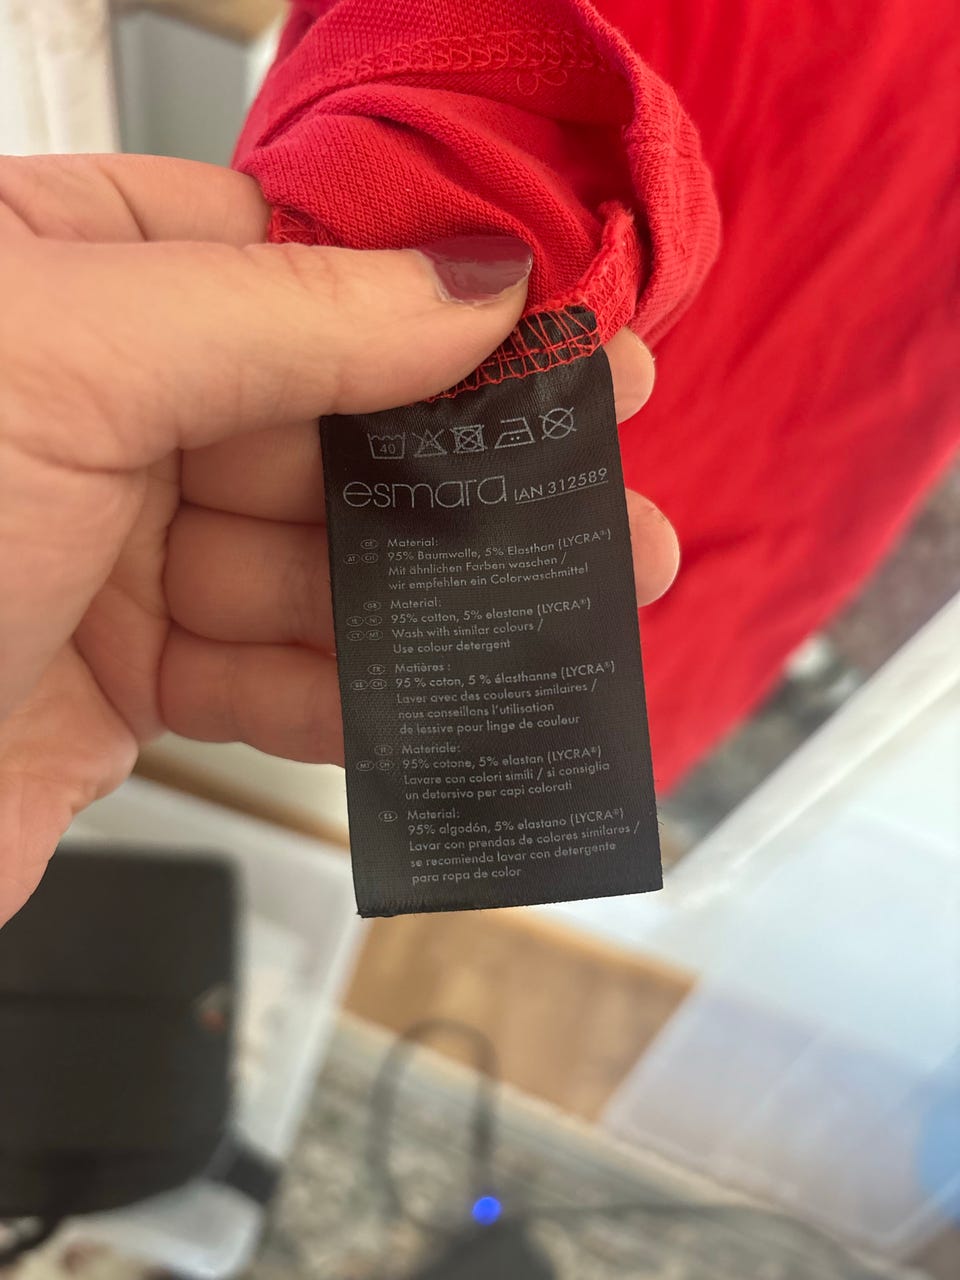 40
esmara IAN 312589
DE Material:
AT CH 95% Baumwolle, 5% Elasthan (LYCRA®)
Mit ähnlichen Farben waschen /
wir empfehlen ein Colorwaschmittel
GB Material:
IE NI 95% cotton, 5% elastane (LYCRA®)
CY MT Wash with similar colours /
Use colour detergent
FR Matières :
BE CH 95 % coton, 5 % élasthanne (LYCRA®)
Laver avec des couleurs similaires /
nous conseillons l'utilisation
de lessive pour linge de couleur
IT Materiale:
MT CH 95% cotone, 5% elastan (LYCRA®)
Lavare con colori simili / si consiglia
un detersivo per capi colorati
ES Material:
95% algodón, 5% elastano (LYCRA®)
Lavar con prendas de colores similares /
se recomienda lavar con detergente
para ropa de color